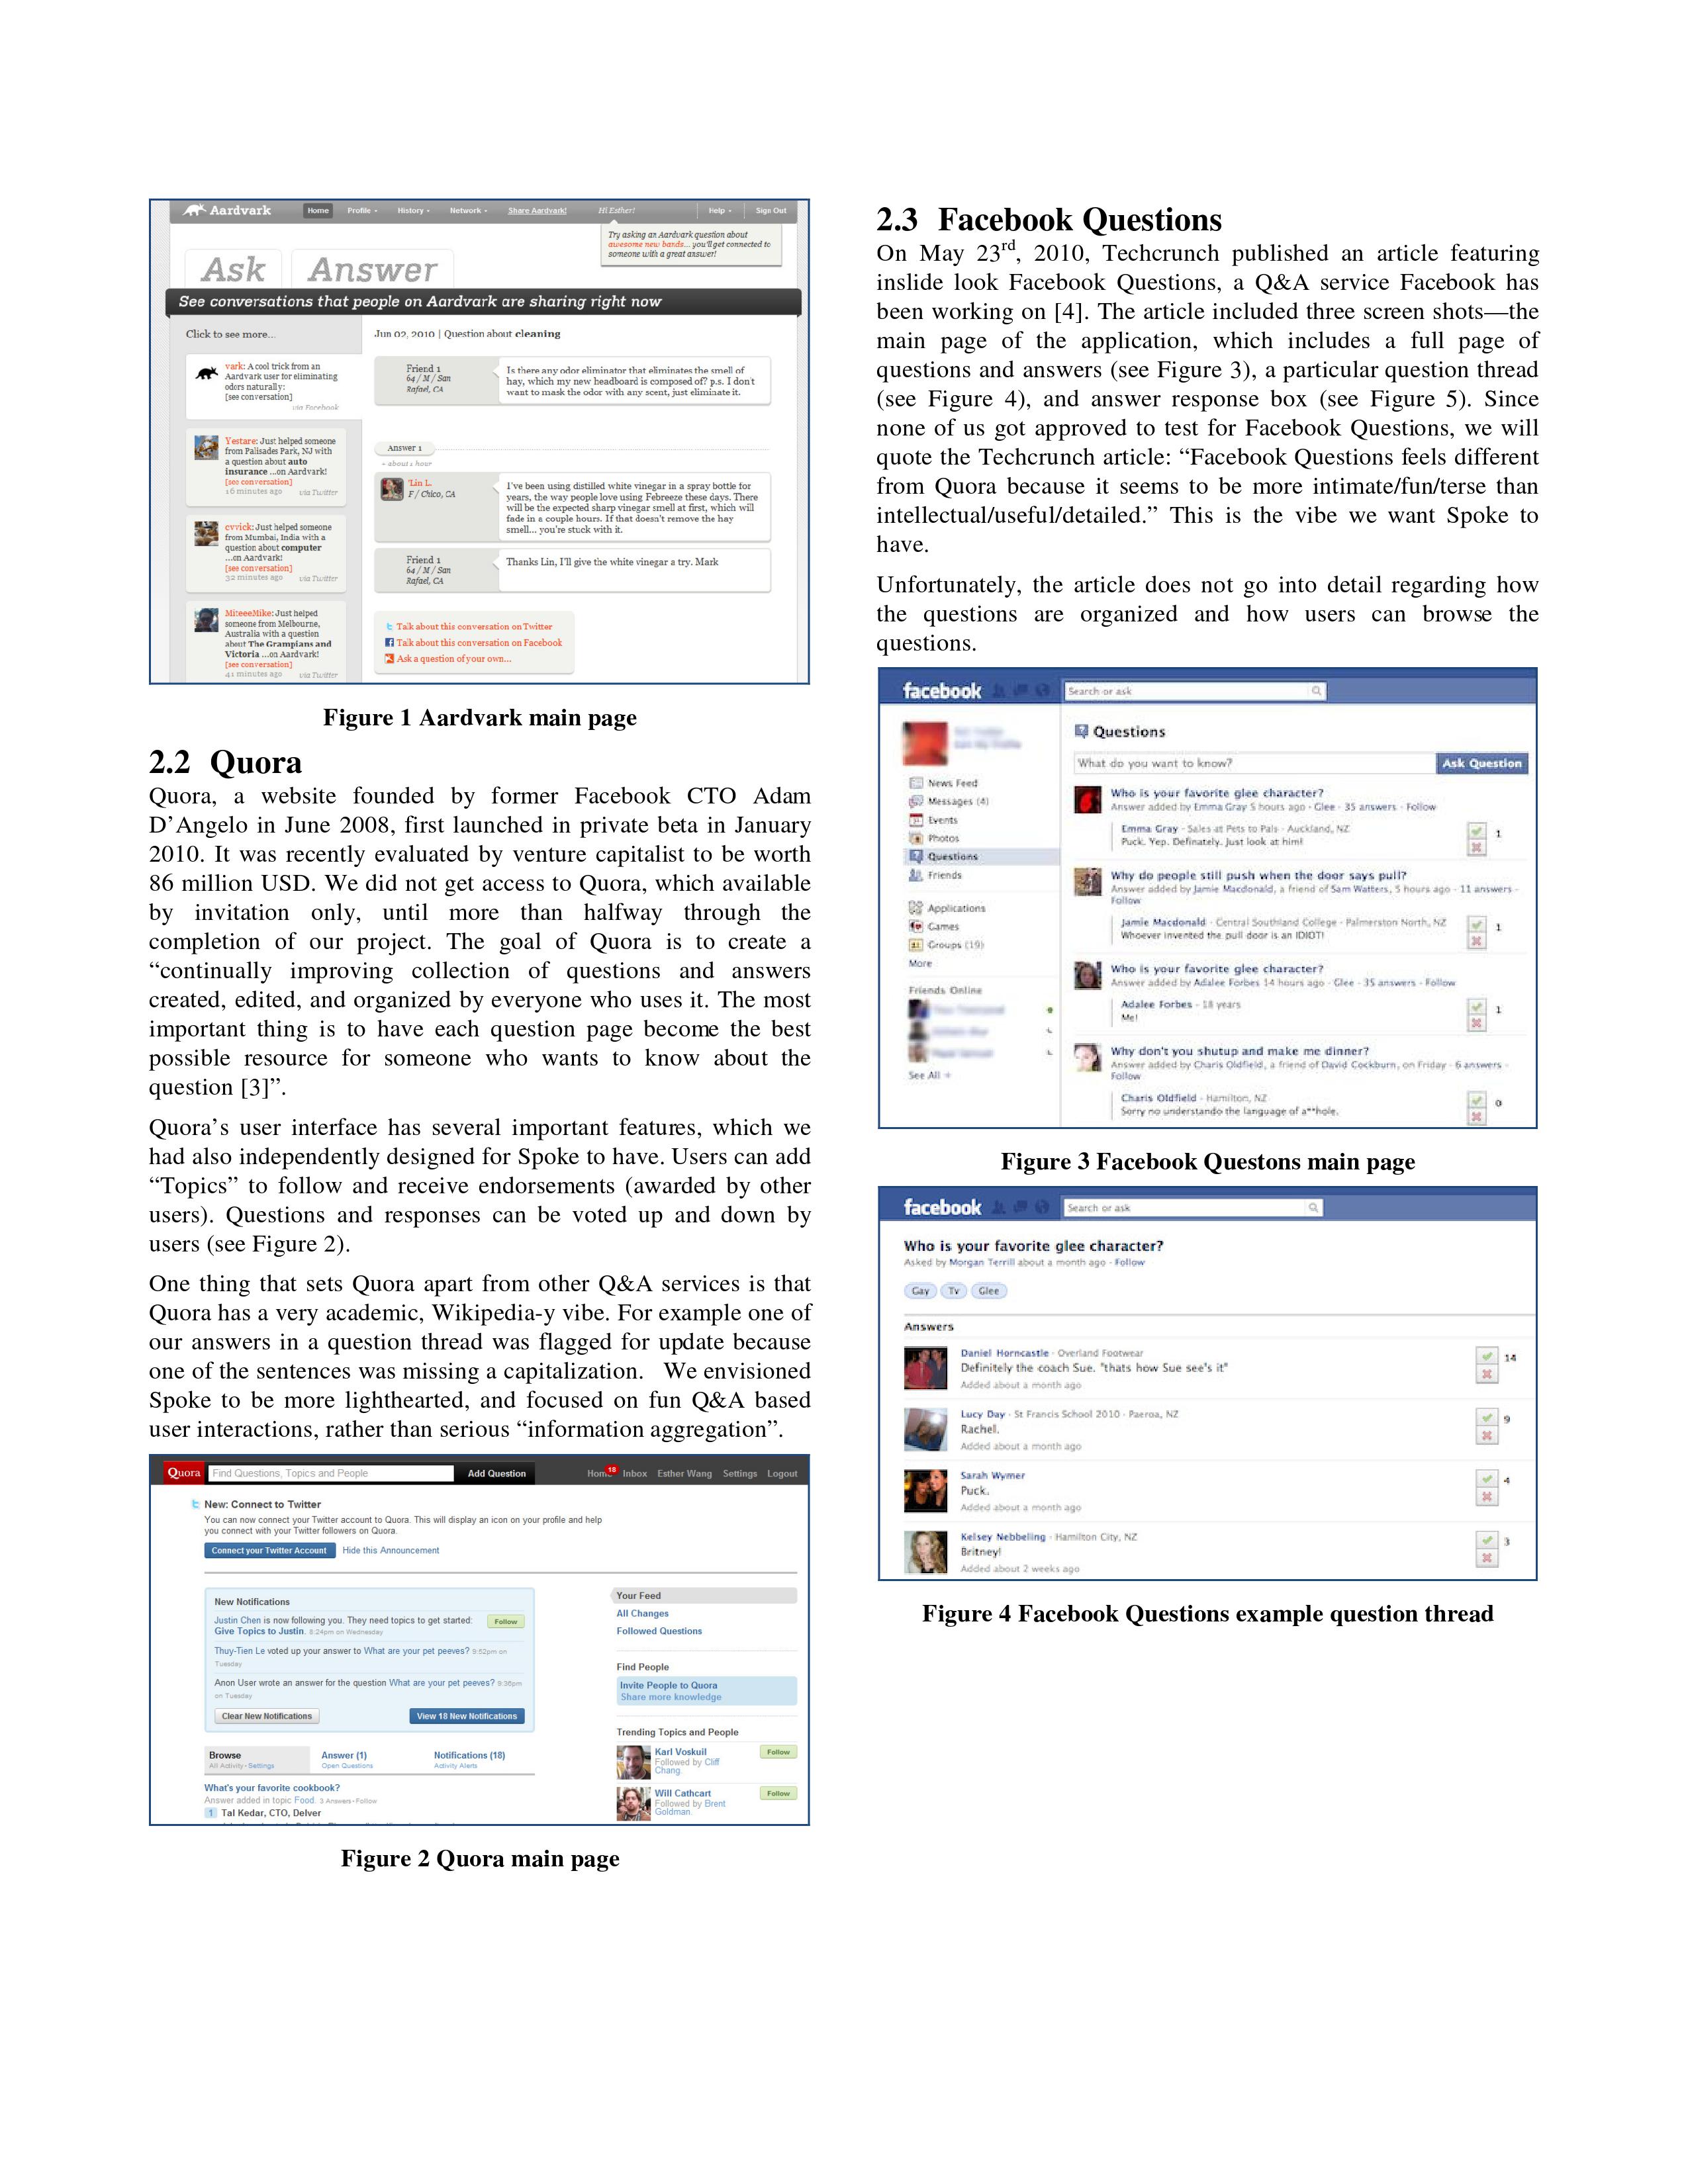 Aardvark
Home Profile History Network Share Aardvark! Hi Esther! Help Sign Out
Try asking an Aardvark question about
awesome new bands... you'll get connected to
someone with a great answer!
Ask Answer
See conversations that people on Aardvark are sharing right now
Click to see more...
vark: A cool trick from an
Aardvark user for eliminating
odors naturally:
[see conversation]
via Facebook
Yestare: Just helped someone
from Palisades Park, NJ with
a question about auto
insurance ...on Aardvark!
[see conversation]
16 minutes ago via Twitter
cvvick: Just helped someone
from Mumbai, India with a
question about computer
...on Aardvark!
[see conversation]
32 minutes ago via Twitter
MiteeeMike: Just helped
someone from Melbourne,
Australia with a question
about The Grampians and
Victoria ...on Aardvark!
[see conversation]
41 minutes ago via Twitter
Jun 02, 2010 | Question about cleaning
Friend 1
64 / M / San
Rafael, CA
Is there any odor eliminator that eliminates the smell of
hay, which my new headboard is composed of? p.s. I don't
want to mask the odor with any scent, just eliminate it.
Answer 1
~ about 1 hour
'Lin L.
F / Chico, CA
I've been using distilled white vinegar in a spray bottle for
years, the way people love using Febreeze these days. There
will be the expected sharp vinegar smell at first, which will
fade in a couple hours. If that doesn't remove the hay
smell... you're stuck with it.
Friend 1
64 / M / San
Rafael, CA
Thanks Lin, I'll give the white vinegar a try. Mark
Talk about this conversation on Twitter
Talk about this conversation on Facebook
Ask a question of your own...
Figure 1 Aardvark main page
2.2 Quora
Quora, a website founded by former Facebook CTO Adam
D’Angelo in June 2008, first launched in private beta in January
2010. It was recently evaluated by venture capitalist to be worth
86 million USD. We did not get access to Quora, which available
by invitation only, until more than halfway through the
completion of our project. The goal of Quora is to create a
“continually improving collection of questions and answers
created, edited, and organized by everyone who uses it. The most
important thing is to have each question page become the best
possible resource for someone who wants to know about the
question [3]”.
Quora’s user interface has several important features, which we
had also independently designed for Spoke to have. Users can add
“Topics” to follow and receive endorsements (awarded by other
users). Questions and responses can be voted up and down by
users (see Figure 2).
One thing that sets Quora apart from other Q&A services is that
Quora has a very academic, Wikipedia-y vibe. For example one of
our answers in a question thread was flagged for update because
one of the sentences was missing a capitalization. We envisioned
Spoke to be more lighthearted, and focused on fun Q&A based
user interactions, rather than serious “information aggregation”.
Quora Find Questions, Topics and People Add Question Home 18 Inbox Esther Wang Settings Logout
New: Connect to Twitter
You can now connect your Twitter account to Quora. This will display an icon on your profile and help
you connect with your Twitter followers on Quora.
Connect your Twitter Account Hide this Announcement
New Notifications
Justin Chen is now following you. They need topics to get started: Follow
Give Topics to Justin. 8:24pm on Wednesday
Thuy-Tien Le voted up your answer to What are your pet peeves? 9:52pm on
Tuesday
Anon User wrote an answer for the question What are your pet peeves? 9:36pm
on Tuesday
Clear New Notifications View 18 New Notifications
Browse Answer (1) Notifications (18)
All Activity · Settings Open Questions Activity Alerts
What's your favorite cookbook?
Answer added in topic Food. 3 Answers · Follow
1 Tal Kedar, CTO, Delver
Your Feed
All Changes
Followed Questions
Find People
Invite People to Quora
Share more knowledge
Trending Topics and People
Karl Voskuil Follow
Followed by Cliff
Chang.
Will Cathcart Follow
Followed by Brent
Goldman.
Figure 2 Quora main page
2.3 Facebook Questions
On May 23rd, 2010, Techcrunch published an article featuring
inslide look Facebook Questions, a Q&A service Facebook has
been working on [4]. The article included three screen shots—the
main page of the application, which includes a full page of
questions and answers (see Figure 3), a particular question thread
(see Figure 4), and answer response box (see Figure 5). Since
none of us got approved to test for Facebook Questions, we will
quote the Techcrunch article: “Facebook Questions feels different
from Quora because it seems to be more intimate/fun/terse than
intellectual/useful/detailed.” This is the vibe we want Spoke to
have.
Unfortunately, the article does not go into detail regarding how
the questions are organized and how users can browse the
questions.
facebook Search or ask
News Feed
Messages (4)
Events
Photos
Questions
Friends
Applications
Games
Groups (19)
More
Friends Online
See All
Questions
What do you want to know? Ask Question
Who is your favorite glee character?
Answer added by Emma Gray 5 hours ago · Glee · 35 answers · Follow
Emma Gray · Sales at Pets to Pals · Auckland, NZ 1
Puck. Yep. Definately. Just look at him!
Why do people still push when the door says pull?
Answer added by Jamie Macdonald, a friend of Sam Watters, 5 hours ago · 11 answers ·
Follow
Jamie Macdonald · Central Southland College · Palmerston North, NZ 1
Whoever invented the pull door is an IDIOT!
Who is your favorite glee character?
Answer added by Adalee Forbes 14 hours ago · Glee · 35 answers · Follow
Adalee Forbes · 18 years 1
Me!
Why don't you shutup and make me dinner?
Answer added by Charis Oldfield, a friend of David Cockburn, on Friday · 6 answers ·
Follow
Charis Oldfield · Hamilton, NZ 0
Sorry no understando the language of a**hole.
Figure 3 Facebook Questons main page
facebook Search or ask
Who is your favorite glee character?
Asked by Morgan Terrill about a month ago · Follow
Gay Tv Glee
Answers
Daniel Horncastle · Overland Footwear 14
Definitely the coach Sue. "thats how Sue see's it"
Added about a month ago
Lucy Day · St Francis School 2010 · Paeroa, NZ 9
Rachel.
Added about a month ago
Sarah Wymer 4
Puck.
Added about a month ago
Kelsey Nebbeling · Hamilton City, NZ 3
Britney!
Added about 2 weeks ago
Figure 4 Facebook Questions example question thread